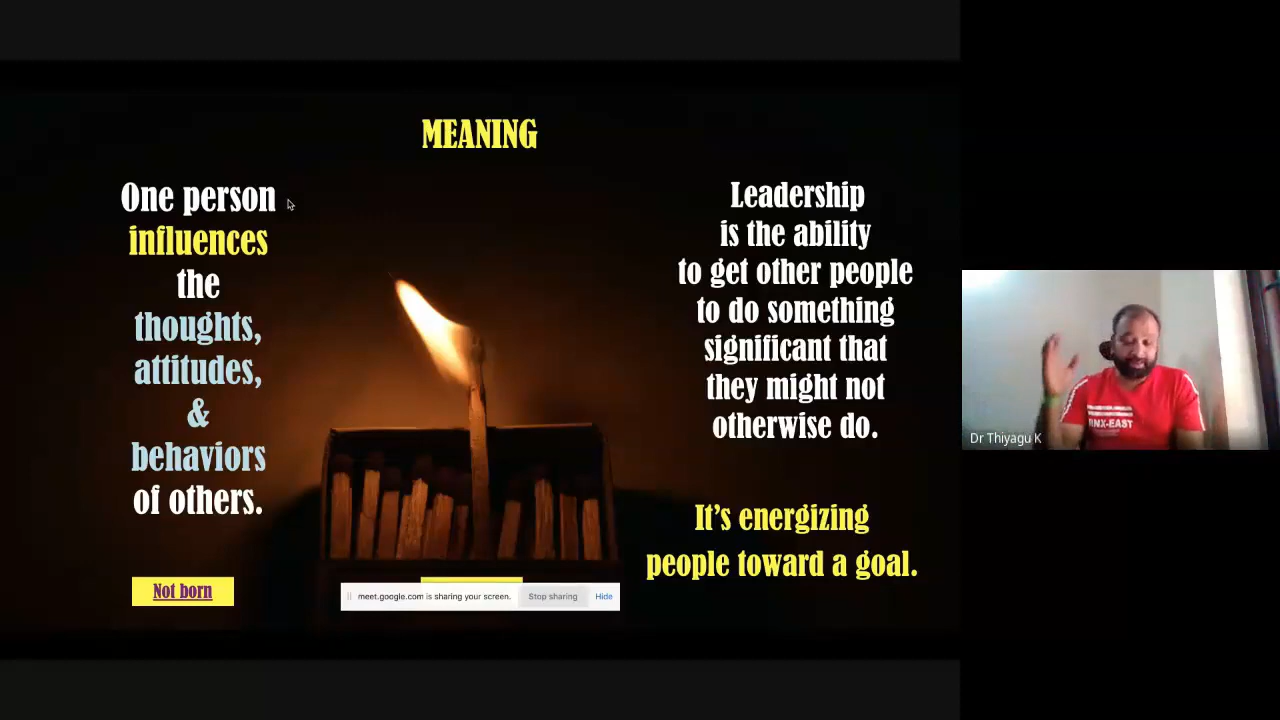 MEANING
One person
influences
the
thoughts,
attitudes,
&
behaviors
of others.
Not born
Leadership
is the ability
to get other people
to do something
significant that
they might not
otherwise do.
It's energizing
people toward a goal.
meet.google.com is sharing your screen. Stop sharing Hide
RNX-EAST
Dr Thiyagu K